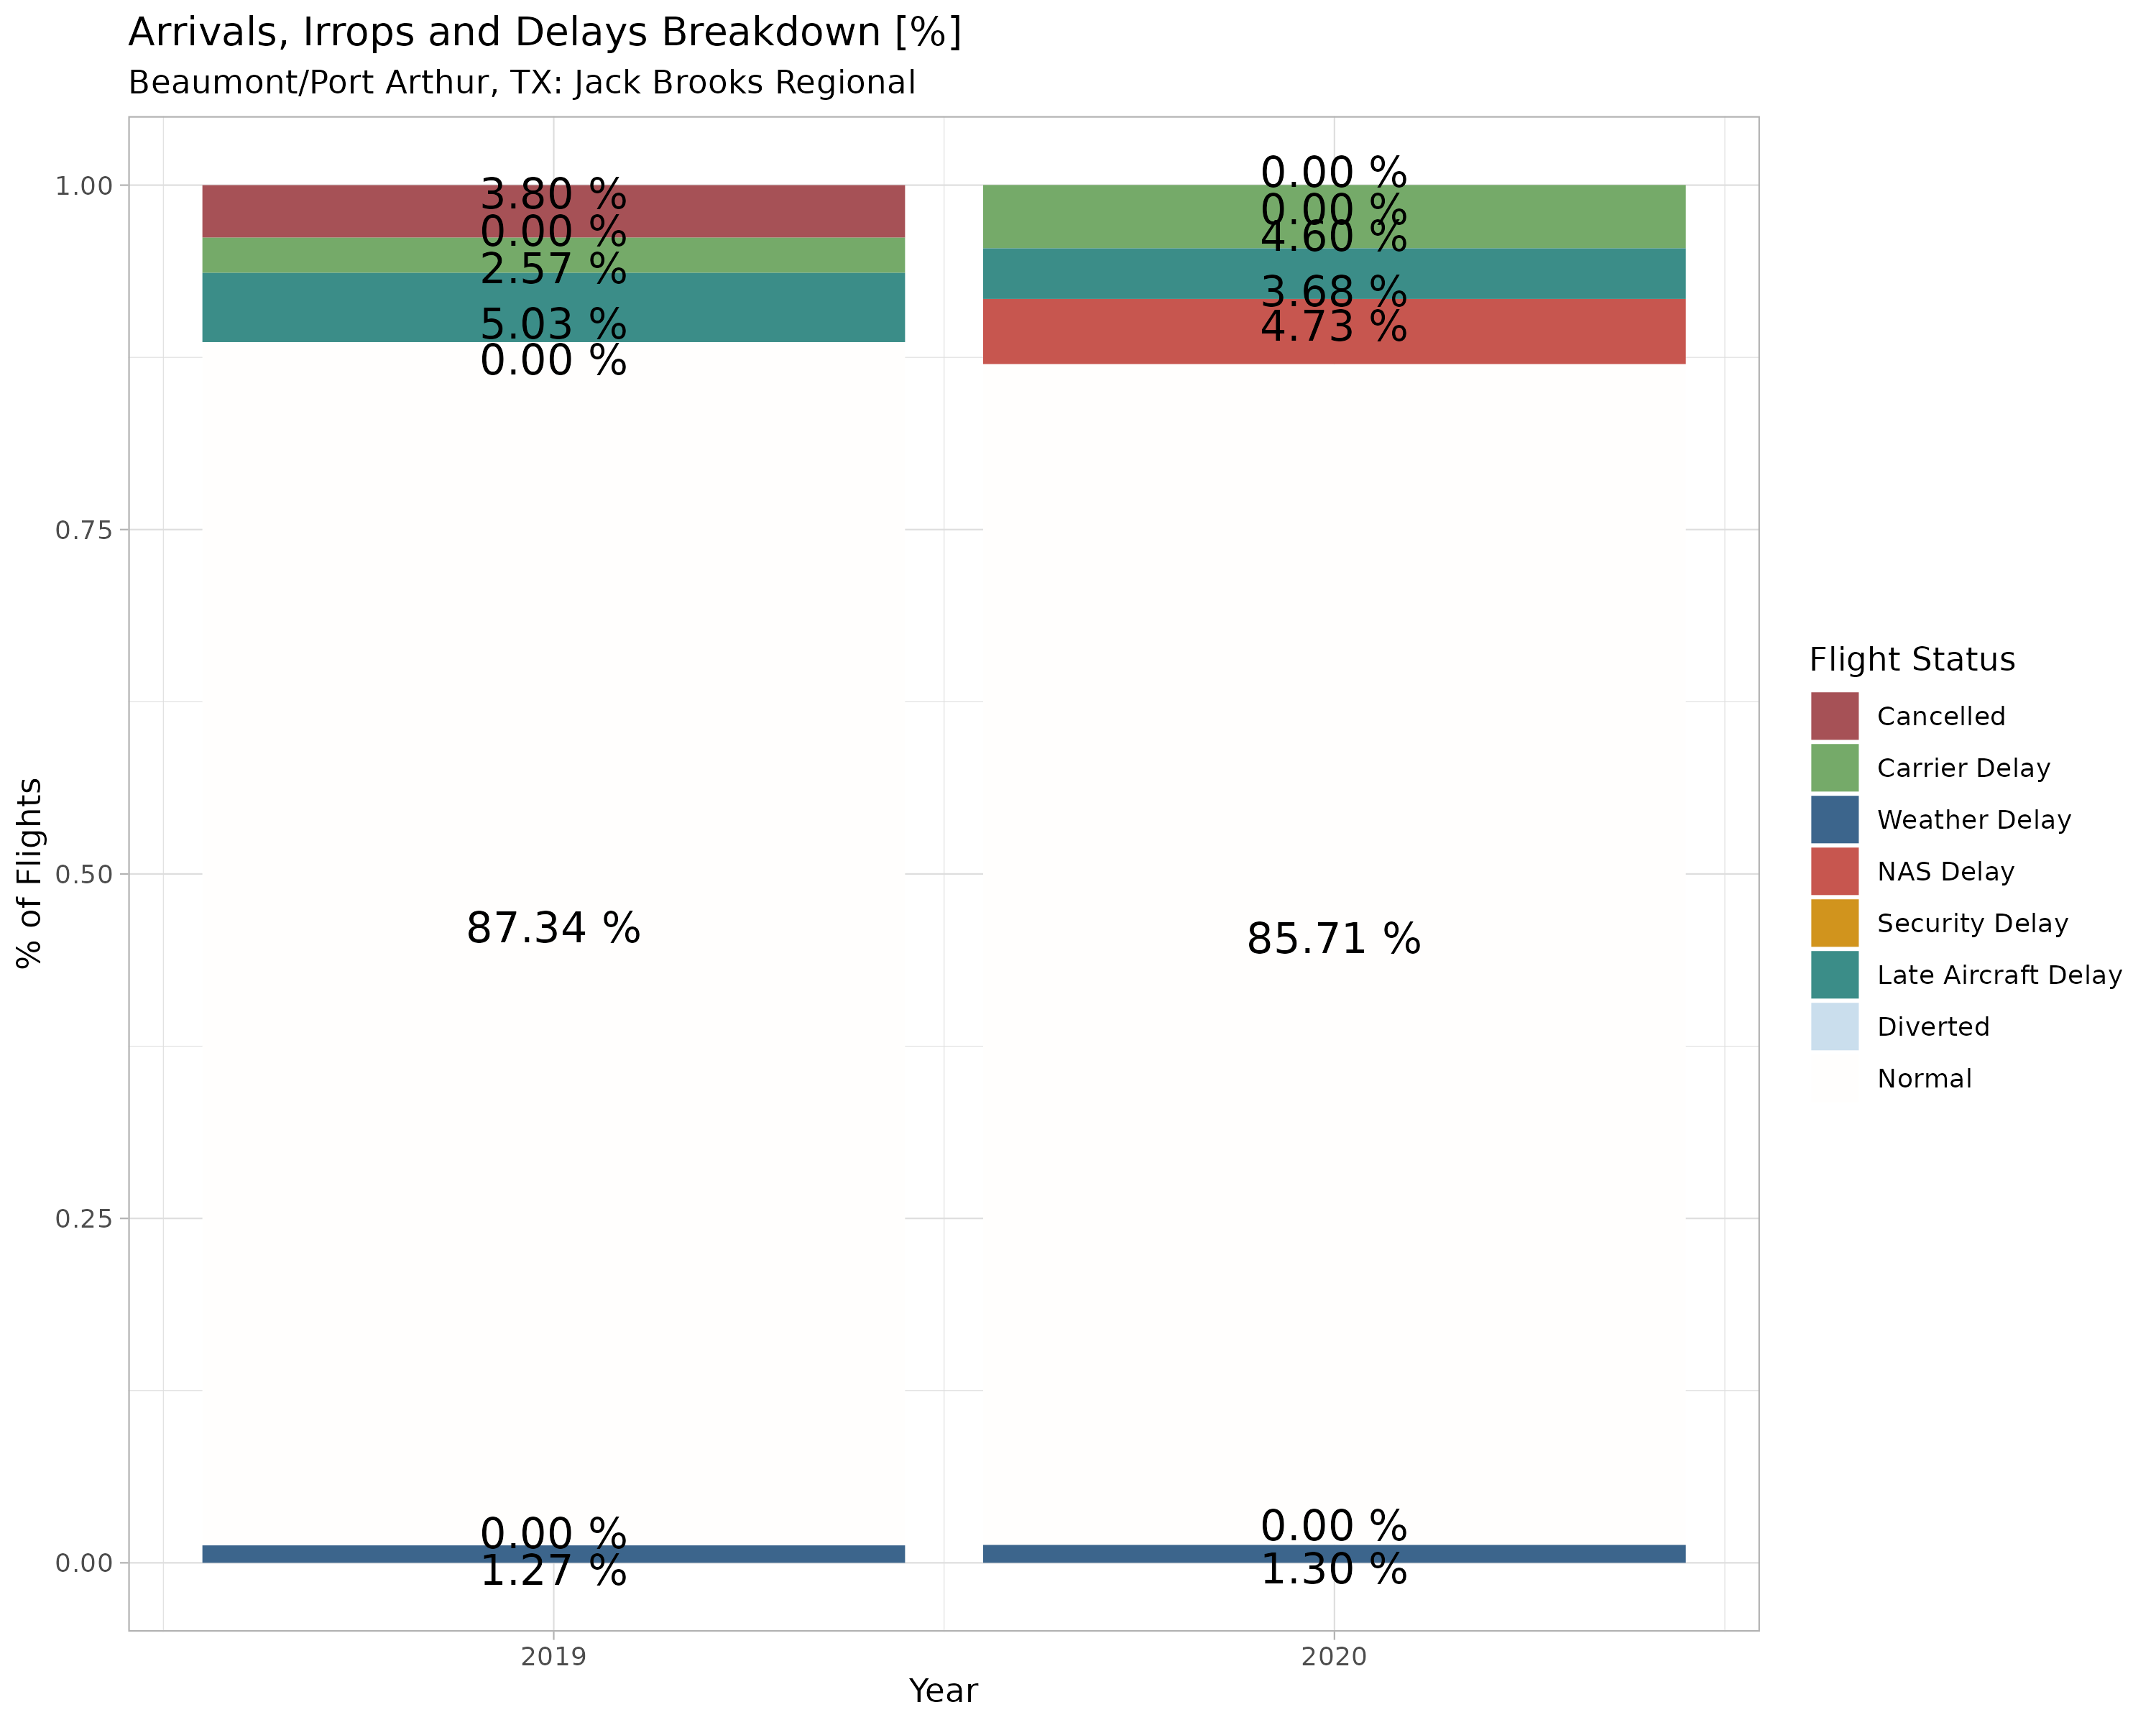 Arrivals, Irrops and Delays Breakdown [%]
Beaumont/Port Arthur, TX: Jack Brooks Regional
% of Flights
1.00
0.75
0.50
0.25
0.00
3.80 %
0.00 %
2.57 %
5.03 %
0.00 %
87.34 %
0.00 %
1.27 %
0.00 %
0.00 %
4.60 %
3.68 %
4.73 %
85.71 %
0.00 %
1.30 %
2019
2020
Year
Flight Status
Cancelled
Carrier Delay
Weather Delay
NAS Delay
Security Delay
Late Aircraft Delay
Diverted
Normal